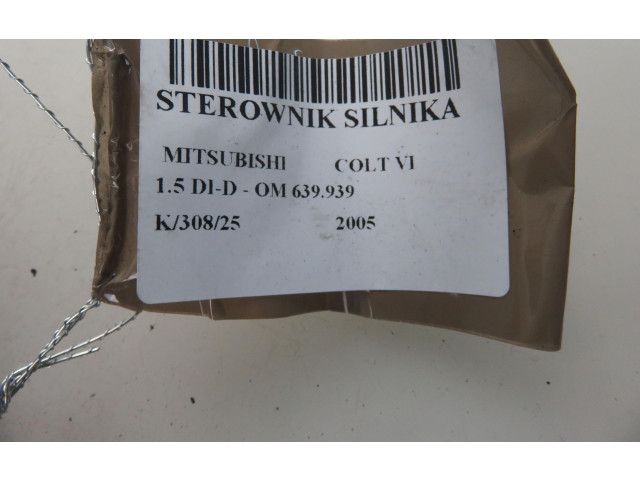 STEROWNIK SILNIKA
MITSUBISHI COLT VI
1.5 DI-D - OM 639.939
K/308/25 2005